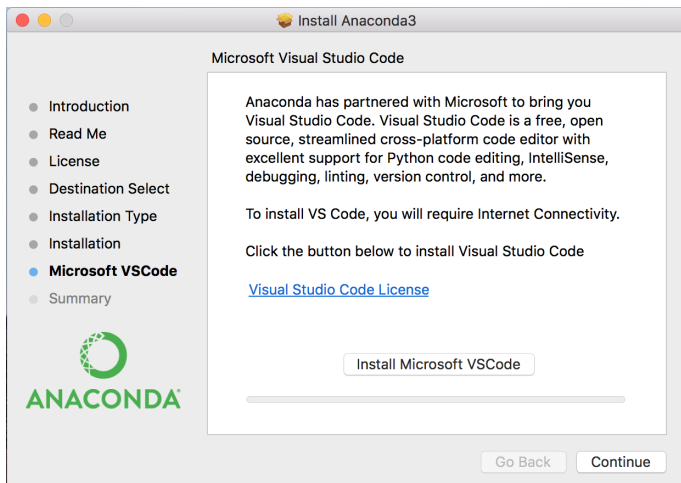 Install Anaconda3
Microsoft Visual Studio Code
Introduction
Read Me
License
Destination Select
Installation Type
Installation
Microsoft VSCode
Summary
ANACONDA
Anaconda has partnered with Microsoft to bring you
Visual Studio Code. Visual Studio Code is a free, open
source, streamlined cross-platform code editor with
excellent support for Python code editing, IntelliSense,
debugging, linting, version control, and more.
To install VS Code, you will require Internet Connectivity.
Click the button below to install Visual Studio Code
Visual Studio Code License
Install Microsoft VSCode
Go Back
Continue